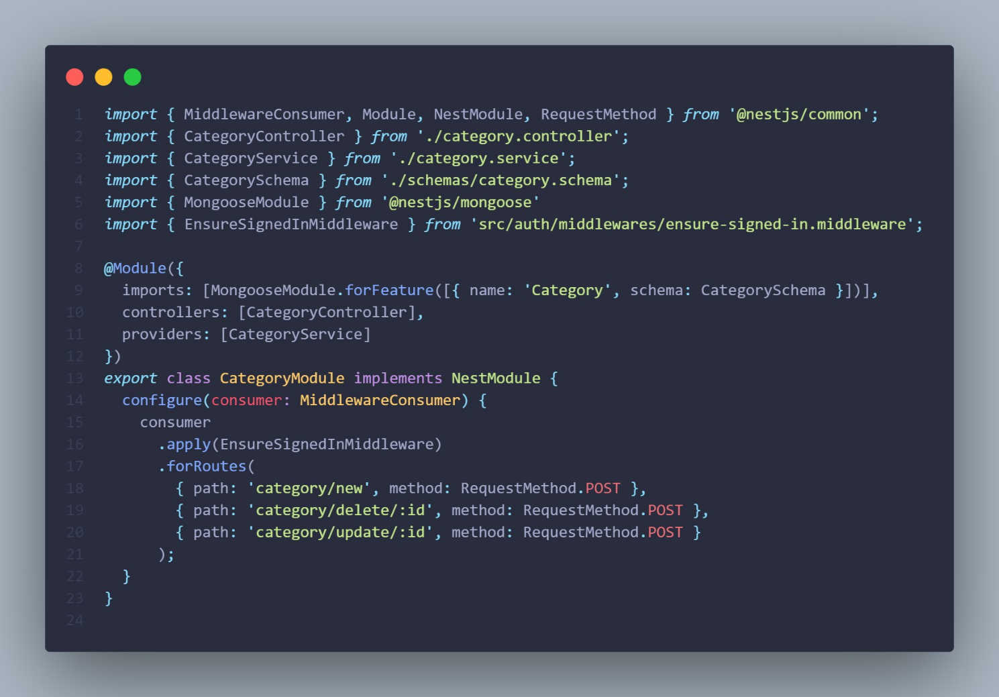 1 import { MiddlewareConsumer, Module, NestModule, RequestMethod } from '@nestjs/common';
2 import { CategoryController } from './category.controller';
3 import { CategoryService } from './category.service';
4 import { CategorySchema } from './schemas/category.schema';
5 import { MongooseModule } from '@nestjs/mongoose'
6 import { EnsureSignedInMiddleware } from 'src/auth/middlewares/ensure-signed-in.middleware';
7
8 @Module({
9   imports: [MongooseModule.forFeature([{ name: 'Category', schema: CategorySchema }])],
10   controllers: [CategoryController],
11   providers: [CategoryService]
12 })
13 export class CategoryModule implements NestModule {
14   configure(consumer: MiddlewareConsumer) {
15     consumer
16       .apply(EnsureSignedInMiddleware)
17       .forRoutes(
18         { path: 'category/new', method: RequestMethod.POST },
19         { path: 'category/delete/:id', method: RequestMethod.POST },
20         { path: 'category/update/:id', method: RequestMethod.POST }
21       );
22   }
23 }
24